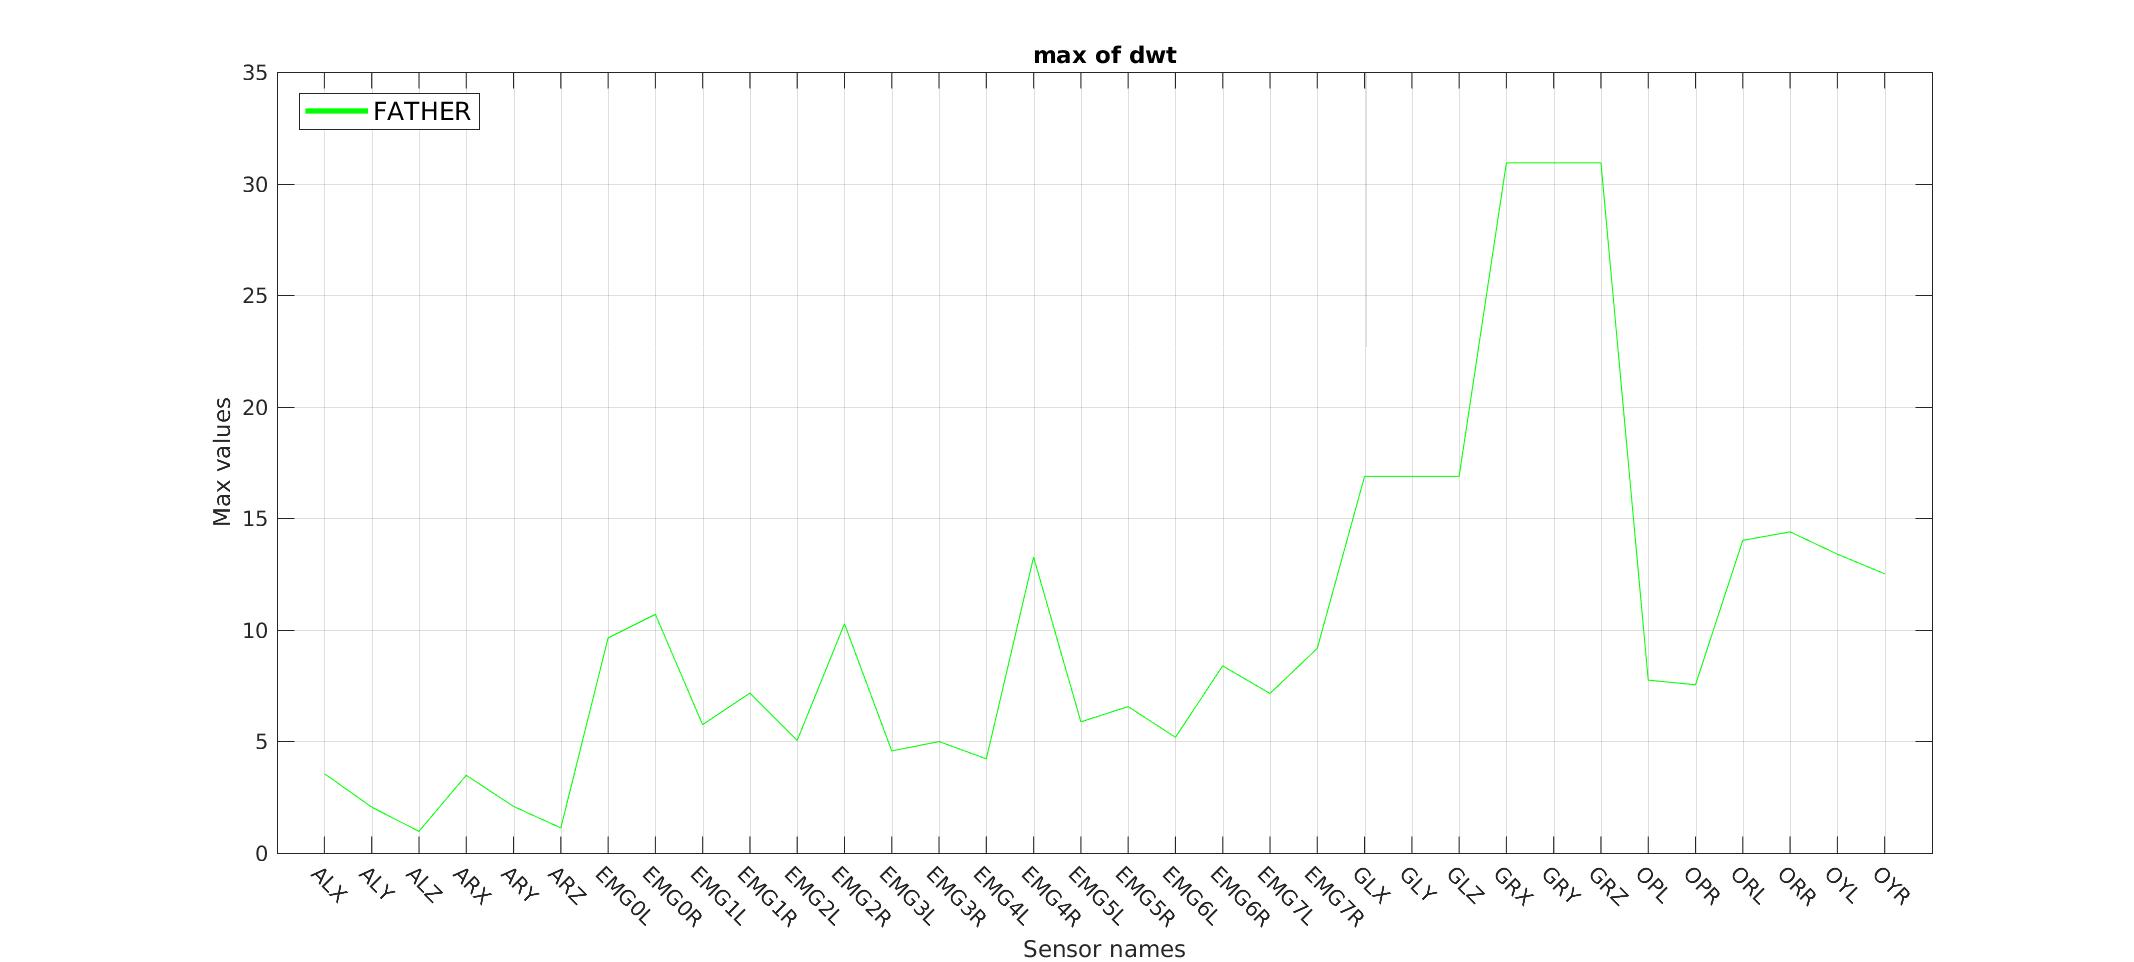 max of dwt
FATHER
35
30
25
20
15
10
5
0
Max values
ALX
ALY
ALZ
ARX
ARY
ARZ
EMG0L
EMG0R
EMG1L
EMG1R
EMG2L
EMG2R
EMG3L
EMG3R
EMG4L
EMG4R
EMG5L
EMG5R
EMG6L
EMG6R
EMG7L
EMG7R
GLX
GLY
GLZ
GRX
GRY
GRZ
OPL
OPR
ORL
ORR
OYL
OYR
Sensor names